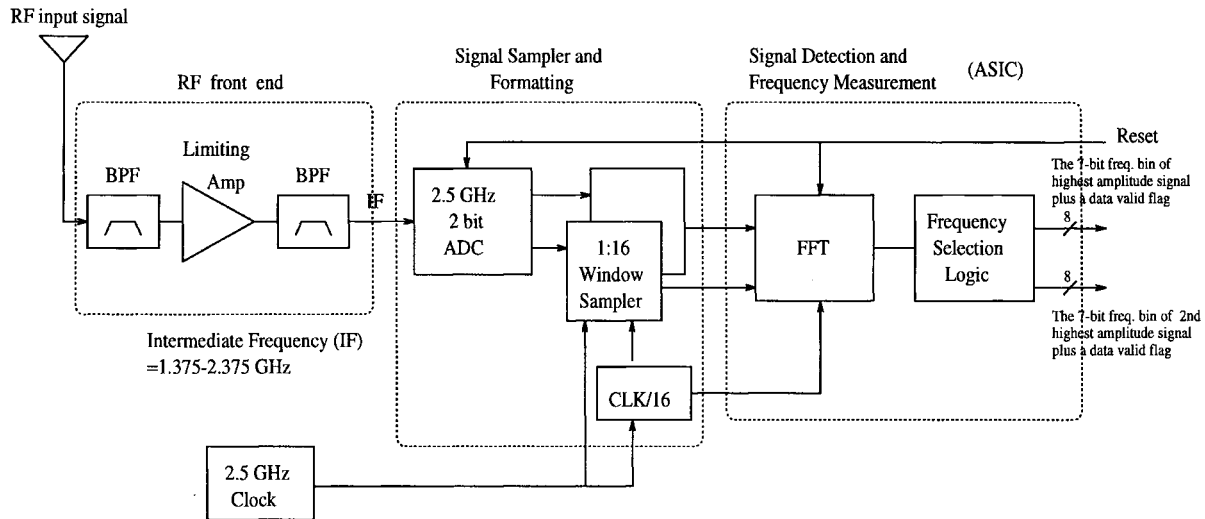 RF input signal
RF front end
BPF
Limiting
Amp
BPF
IF
Intermediate Frequency (IF)
=1.375-2.375 GHz
Signal Sampler and
Formatting
2.5 GHz
2 bit
ADC
1:16
Window
Sampler
CLK/16
2.5 GHz
Clock
Signal Detection and
Frequency Measurement
(ASIC)
Reset
FFT
Frequency
Selection
Logic
The 7-bit freq. bin of
highest amplitude signal
plus a data valid flag
8
8
The 7-bit freq. bin of 2nd
highest amplitude signal
plus a data valid flag